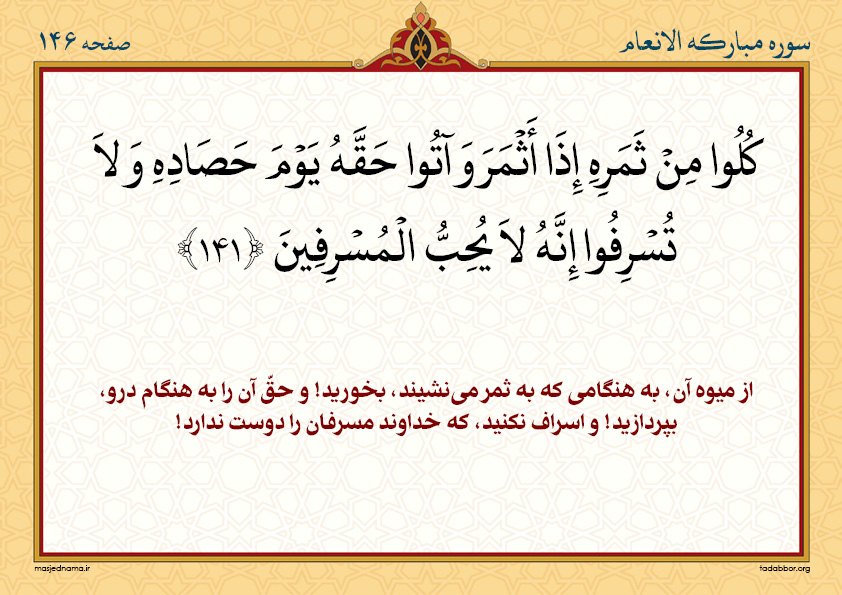 سوره مبارکه الانعام
صفحه ۱۴۶
كُلُوا مِنْ ثَمَرِهِ إِذَا أَثْمَرَ وَ آتُوا حَقَّهُ يَوْمَ حَصَادِهِ وَ لاَ
تُسْرِفُوا إِنَّهُ لاَ يُحِبُّ الْمُسْرِفِينَ ﴿۱۴۱﴾
از میوه آن، به هنگامی که به ثمر می‌نشیند، بخورید! و حقّ آن را به هنگام درو،
بپردازید! و اسراف نکنید، که خداوند مسرفان را دوست ندارد!
masjednama.ir
tadabbor.org